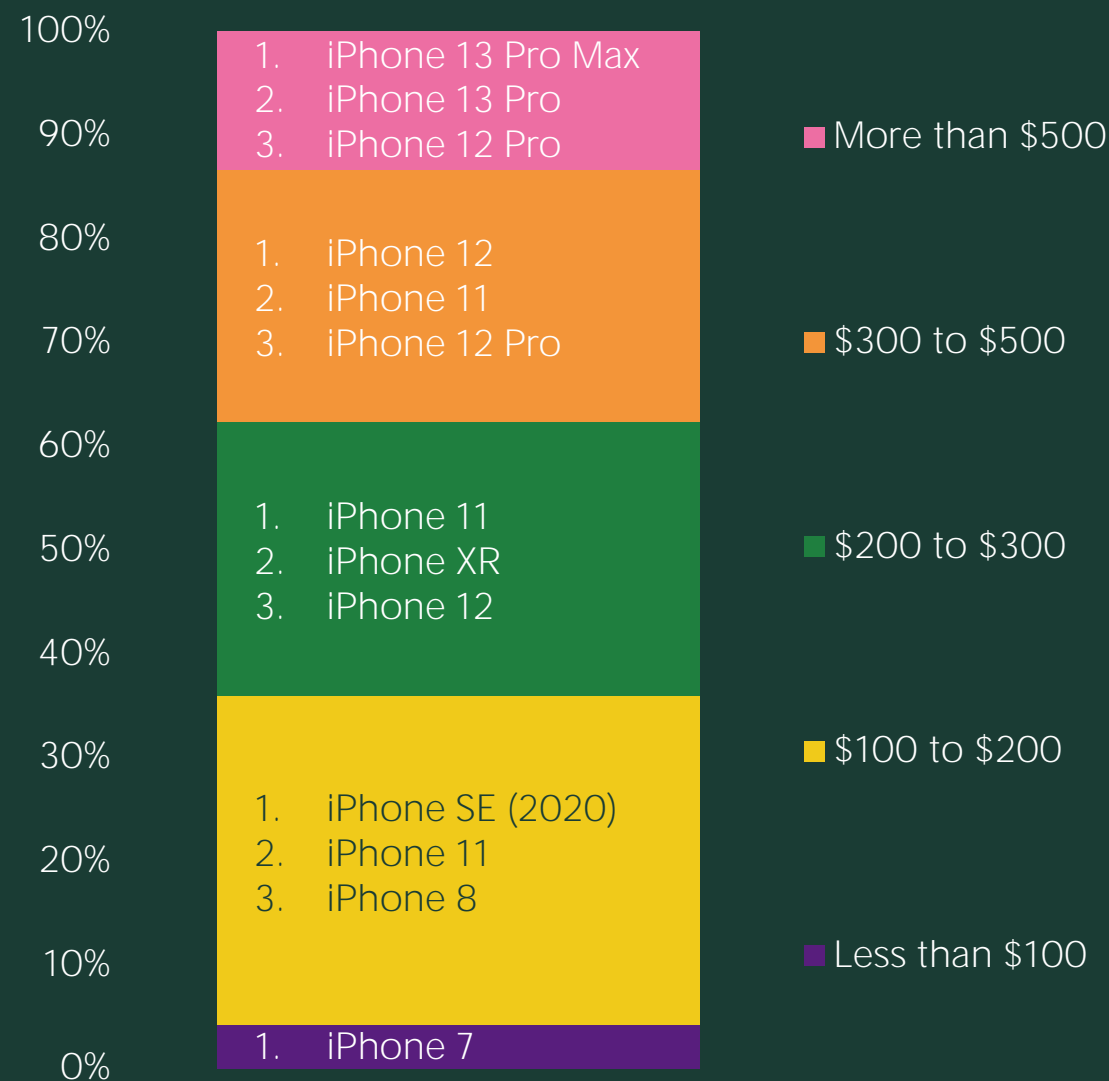 100%
90%
80%
70%
60%
50%
40%
30%
20%
10%
0%
1. iPhone 13 Pro Max
2. iPhone 13 Pro
3. iPhone 12 Pro
1. iPhone 12
2. iPhone 11
3. iPhone 12 Pro
1. iPhone 11
2. iPhone XR
3. iPhone 12
1. iPhone SE (2020)
2. iPhone 11
3. iPhone 8
1. iPhone 7
More than $500
$300 to $500
$200 to $300
$100 to $200
Less than $100